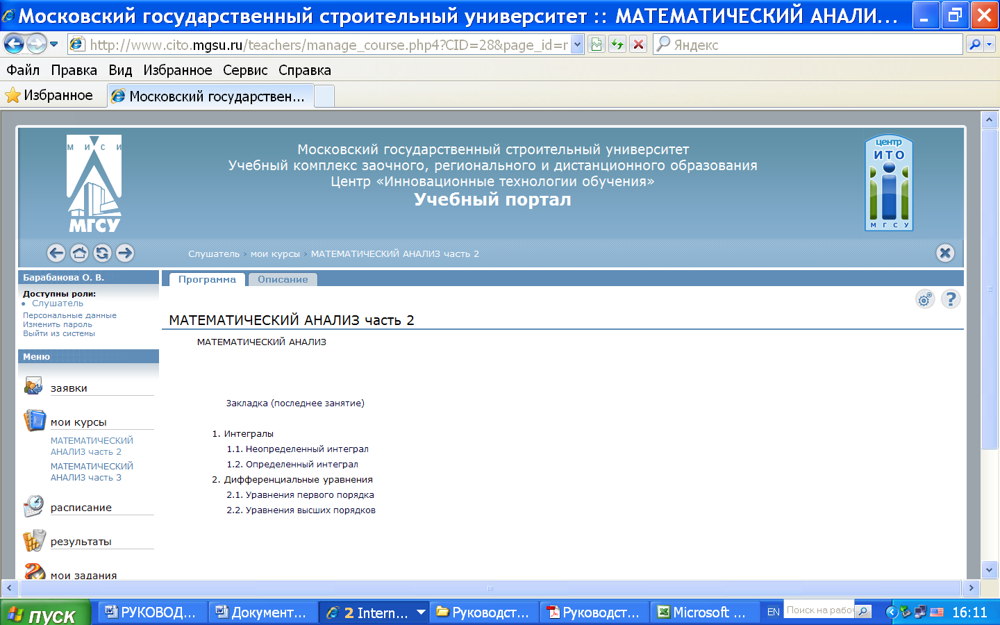 Московский государственный строительный университет :: МАТЕМАТИЧЕСКИЙ АНАЛИ...
http://www.cito.mgsu.ru/teachers/manage_course.php4?CID=28&page_id=r
Яндекс
Файл Правка Вид Избранное Сервис Справка
Избранное
Московский государствен...
МИСИ
МГСУ
Московский государственный строительный университет
Учебный комплекс заочного, регионального и дистанционного образования
Центр «Инновационные технологии обучения»
Учебный портал
центр
ИТО
МГСУ
Слушатель › мои курсы › МАТЕМАТИЧЕСКИЙ АНАЛИЗ часть 2
Барабанова О. В.
Доступны роли:
• Слушатель
Персональные данные
Изменить пароль
Выйти из системы
Меню
заявки
мои курсы
МАТЕМАТИЧЕСКИЙ
АНАЛИЗ часть 2
МАТЕМАТИЧЕСКИЙ
АНАЛИЗ часть 3
расписание
результаты
мои задания
Программа
Описание
?
МАТЕМАТИЧЕСКИЙ АНАЛИЗ часть 2
МАТЕМАТИЧЕСКИЙ АНАЛИЗ
Закладка (последнее занятие)
1. Интегралы
1.1. Неопределенный интеграл
1.2. Определенный интеграл
2. Дифференциальные уравнения
2.1. Уравнения первого порядка
2.2. Уравнения высших порядков
пуск
РУКОВОД...
Документ...
2 Intern...
Руководст...
Руководст...
Microsoft ...
EN
Поиск на рабоч
16:11